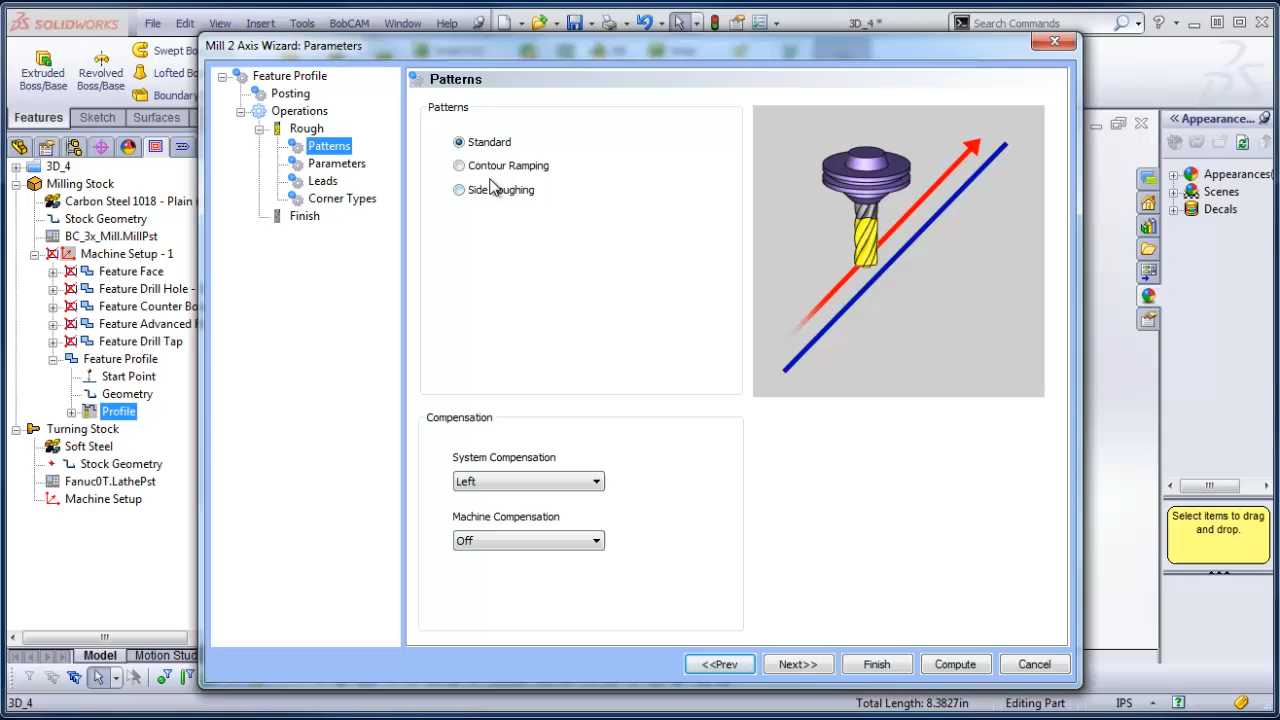 SOLIDWORKS File Edit View Insert Tools BobCAM Window Help 3D_4 * Search Commands
Mill 2 Axis Wizard: Parameters
Extruded Boss/Base
Revolved Boss/Base
Swept Bo
Lofted Bo
Boundary
Features Sketch Surfaces
3D_4
Milling Stock
Carbon Steel 1018 - Plain (
Stock Geometry
BC_3x_Mill.MillPst
Machine Setup - 1
Feature Face
Feature Drill Hole -
Feature Counter Bo
Feature Advanced
Feature Drill Tap
Feature Profile
Start Point
Geometry
Profile
Turning Stock
Soft Steel
Stock Geometry
Fanuc0T.LathePst
Machine Setup
Model Motion Stu
Feature Profile
Posting
Operations
Rough
Patterns
Parameters
Leads
Corner Types
Finish
Patterns
Patterns
Standard
Contour Ramping
Compensation
System Compensation
Left
Machine Compensation
Off
<<Prev Next>> Finish Compute Cancel
<< Appearance...
Appearances
Scenes
Decals
Select items to drag
and drop.
3D_4 Total Length: 8.3827in Editing Part IPS